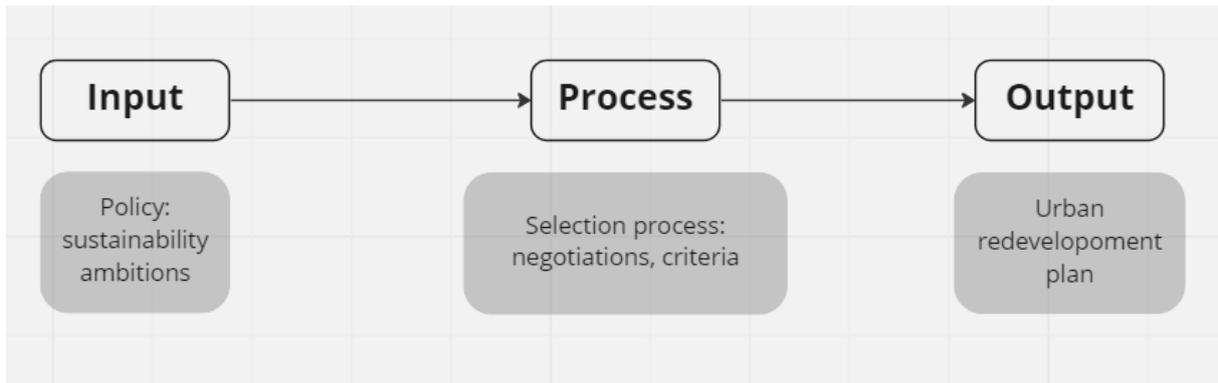 Input
Process
Output
Policy:
sustainability
ambitions
Selection process:
negotiations, criteria
Urban
redevelopoment
plan